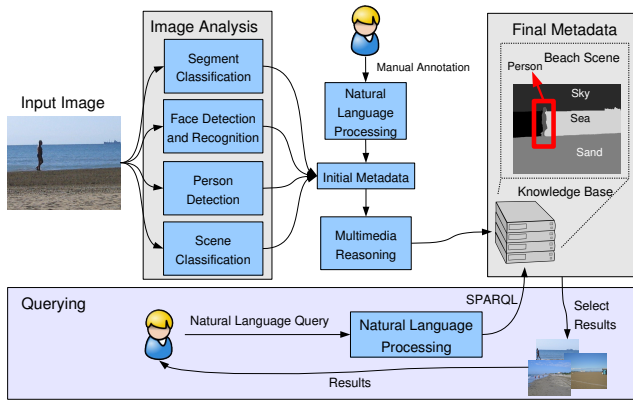 Image Analysis
Segment
Classification
Face Detection
and Recognition
Person
Detection
Scene
Classification
Input Image
Manual Annotation
Natural
Language
Processing
Initial Metadata
Multimedia
Reasoning
Final Metadata
Beach Scene
Person
Sky
Sea
Sand
Knowledge Base
Querying
Natural Language Query
Natural Language
Processing
SPARQL
Select
Results
Results